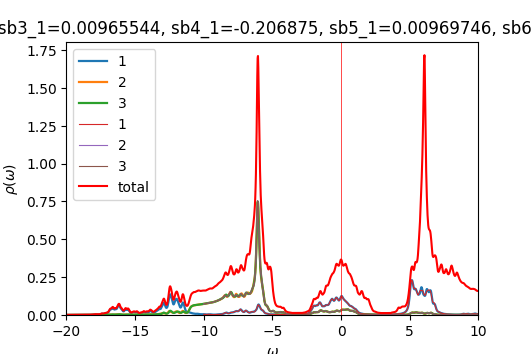 sb3_1=0.00965544, sb4_1=-0.206875, sb5_1=0.00969746, sb6
1.75
1.50
1.25
1.00
0.75
0.50
0.25
0.00
ρ(ω)
1
2
3
1
2
3
total
−20 −15 −10 −5 0 5 10
ω